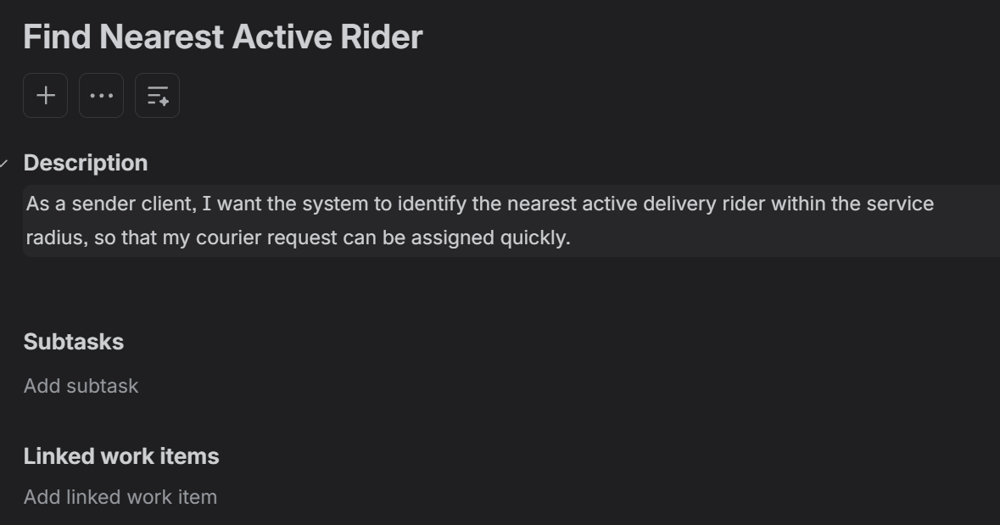 Find Nearest Active Rider
Description
As a sender client, I want the system to identify the nearest active delivery rider within the service
radius, so that my courier request can be assigned quickly.
Subtasks
Add subtask
Linked work items
Add linked work item